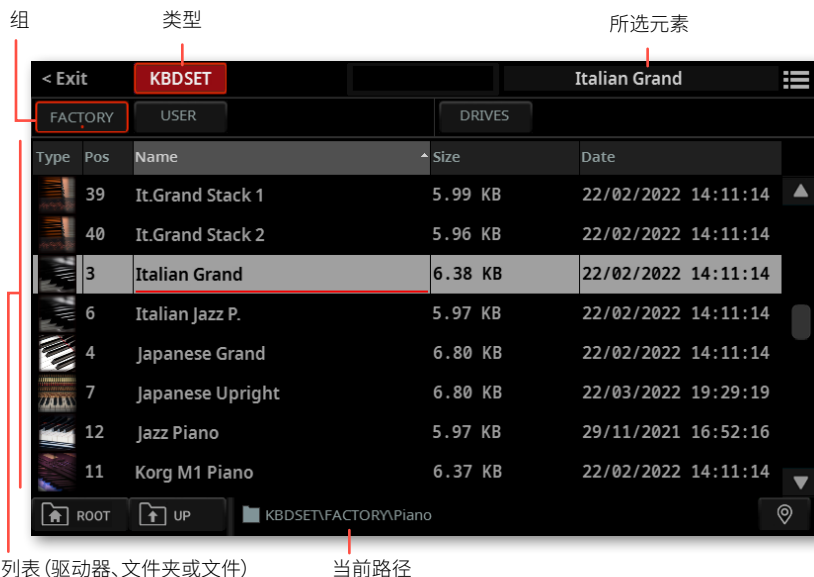 组 类型 所选元素
< Exit KBDSET Italian Grand
FACTORY USER DRIVES
Type Pos Name Size Date
39 It.Grand Stack 1 5.99 KB 22/02/2022 14:11:14
40 It.Grand Stack 2 5.96 KB 22/02/2022 14:11:14
3 Italian Grand 6.38 KB 22/02/2022 14:11:14
6 Italian Jazz P. 5.97 KB 22/02/2022 14:11:14
4 Japanese Grand 6.80 KB 22/02/2022 14:11:14
7 Japanese Upright 6.80 KB 22/03/2022 19:29:19
12 Jazz Piano 5.97 KB 29/11/2021 16:52:16
11 Korg M1 Piano 6.37 KB 22/02/2022 14:11:14
ROOT UP KBDSET\FACTORY\Piano
列表（驱动器、文件夹或文件） 当前路径